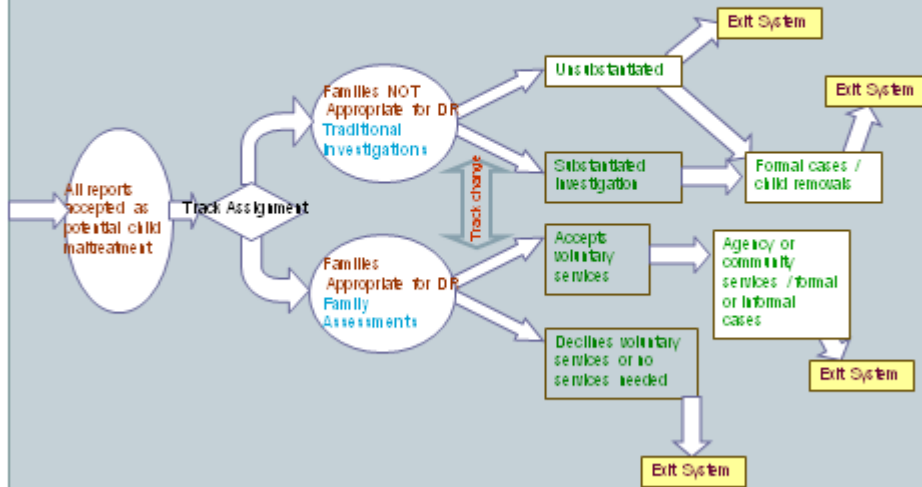 Exit System
Unsubstantiated
Families NOT
Appropriate for DR
Traditional
Investigations
Exit System
All reports
accepted as
potential child
maltreatment
Track Assignment
Track change
Substantiated
Investigation
Formal cases /
child removals
Families
Appropriate for DR
Family
Assessments
Accepts
voluntary
services
Agency or
community
services /formal
or informal
cases
Declines voluntary
services or no
services needed
Exit System
Exit System